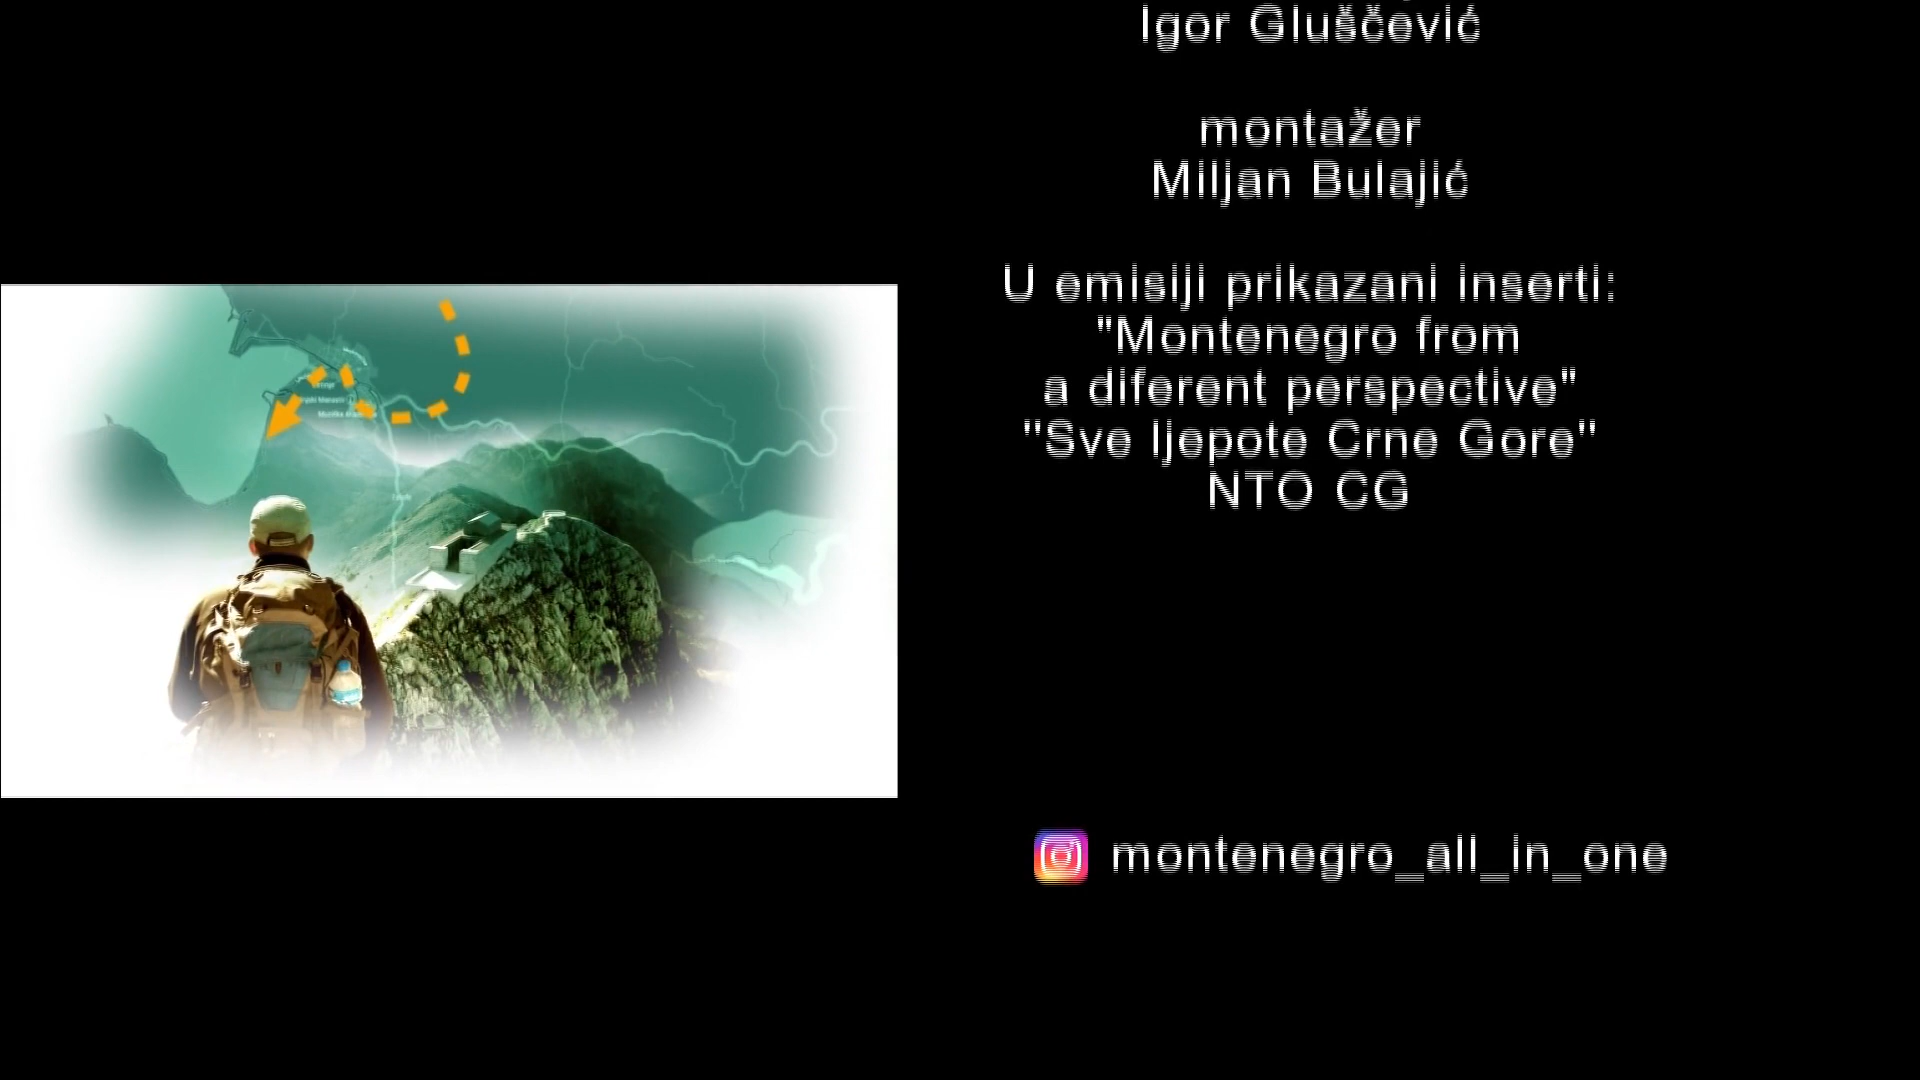 Igor Gluščević
montažer
Miljan Bulajić
U emisiji prikazani inserti:
"Montenegro from
a diferent perspective"
"Sve ljepote Crne Gore"
NTO CG
montenegro_all_in_one